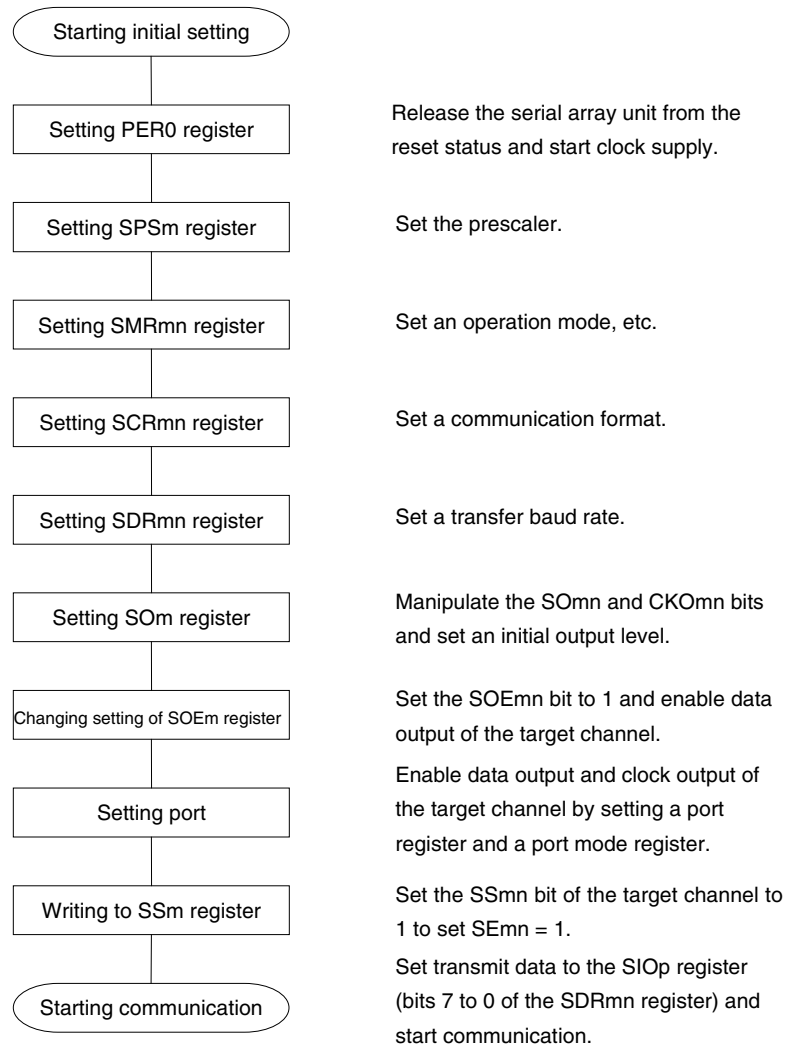 Starting initial setting
Setting PER0 register
Release the serial array unit from the
reset status and start clock supply.
Setting SPSm register
Set the prescaler.
Setting SMRmn register
Set an operation mode, etc.
Setting SCRmn register
Set a communication format.
Setting SDRmn register
Set a transfer baud rate.
Setting SOm register
Manipulate the SOmn and CKOmn bits
and set an initial output level.
Changing setting of SOEm register
Set the SOEmn bit to 1 and enable data
output of the target channel.
Setting port
Enable data output and clock output of
the target channel by setting a port
register and a port mode register.
Writing to SSm register
Set the SSmn bit of the target channel to
1 to set SEmn = 1.
Starting communication
Set transmit data to the SIOp register
(bits 7 to 0 of the SDRmn register) and
start communication.